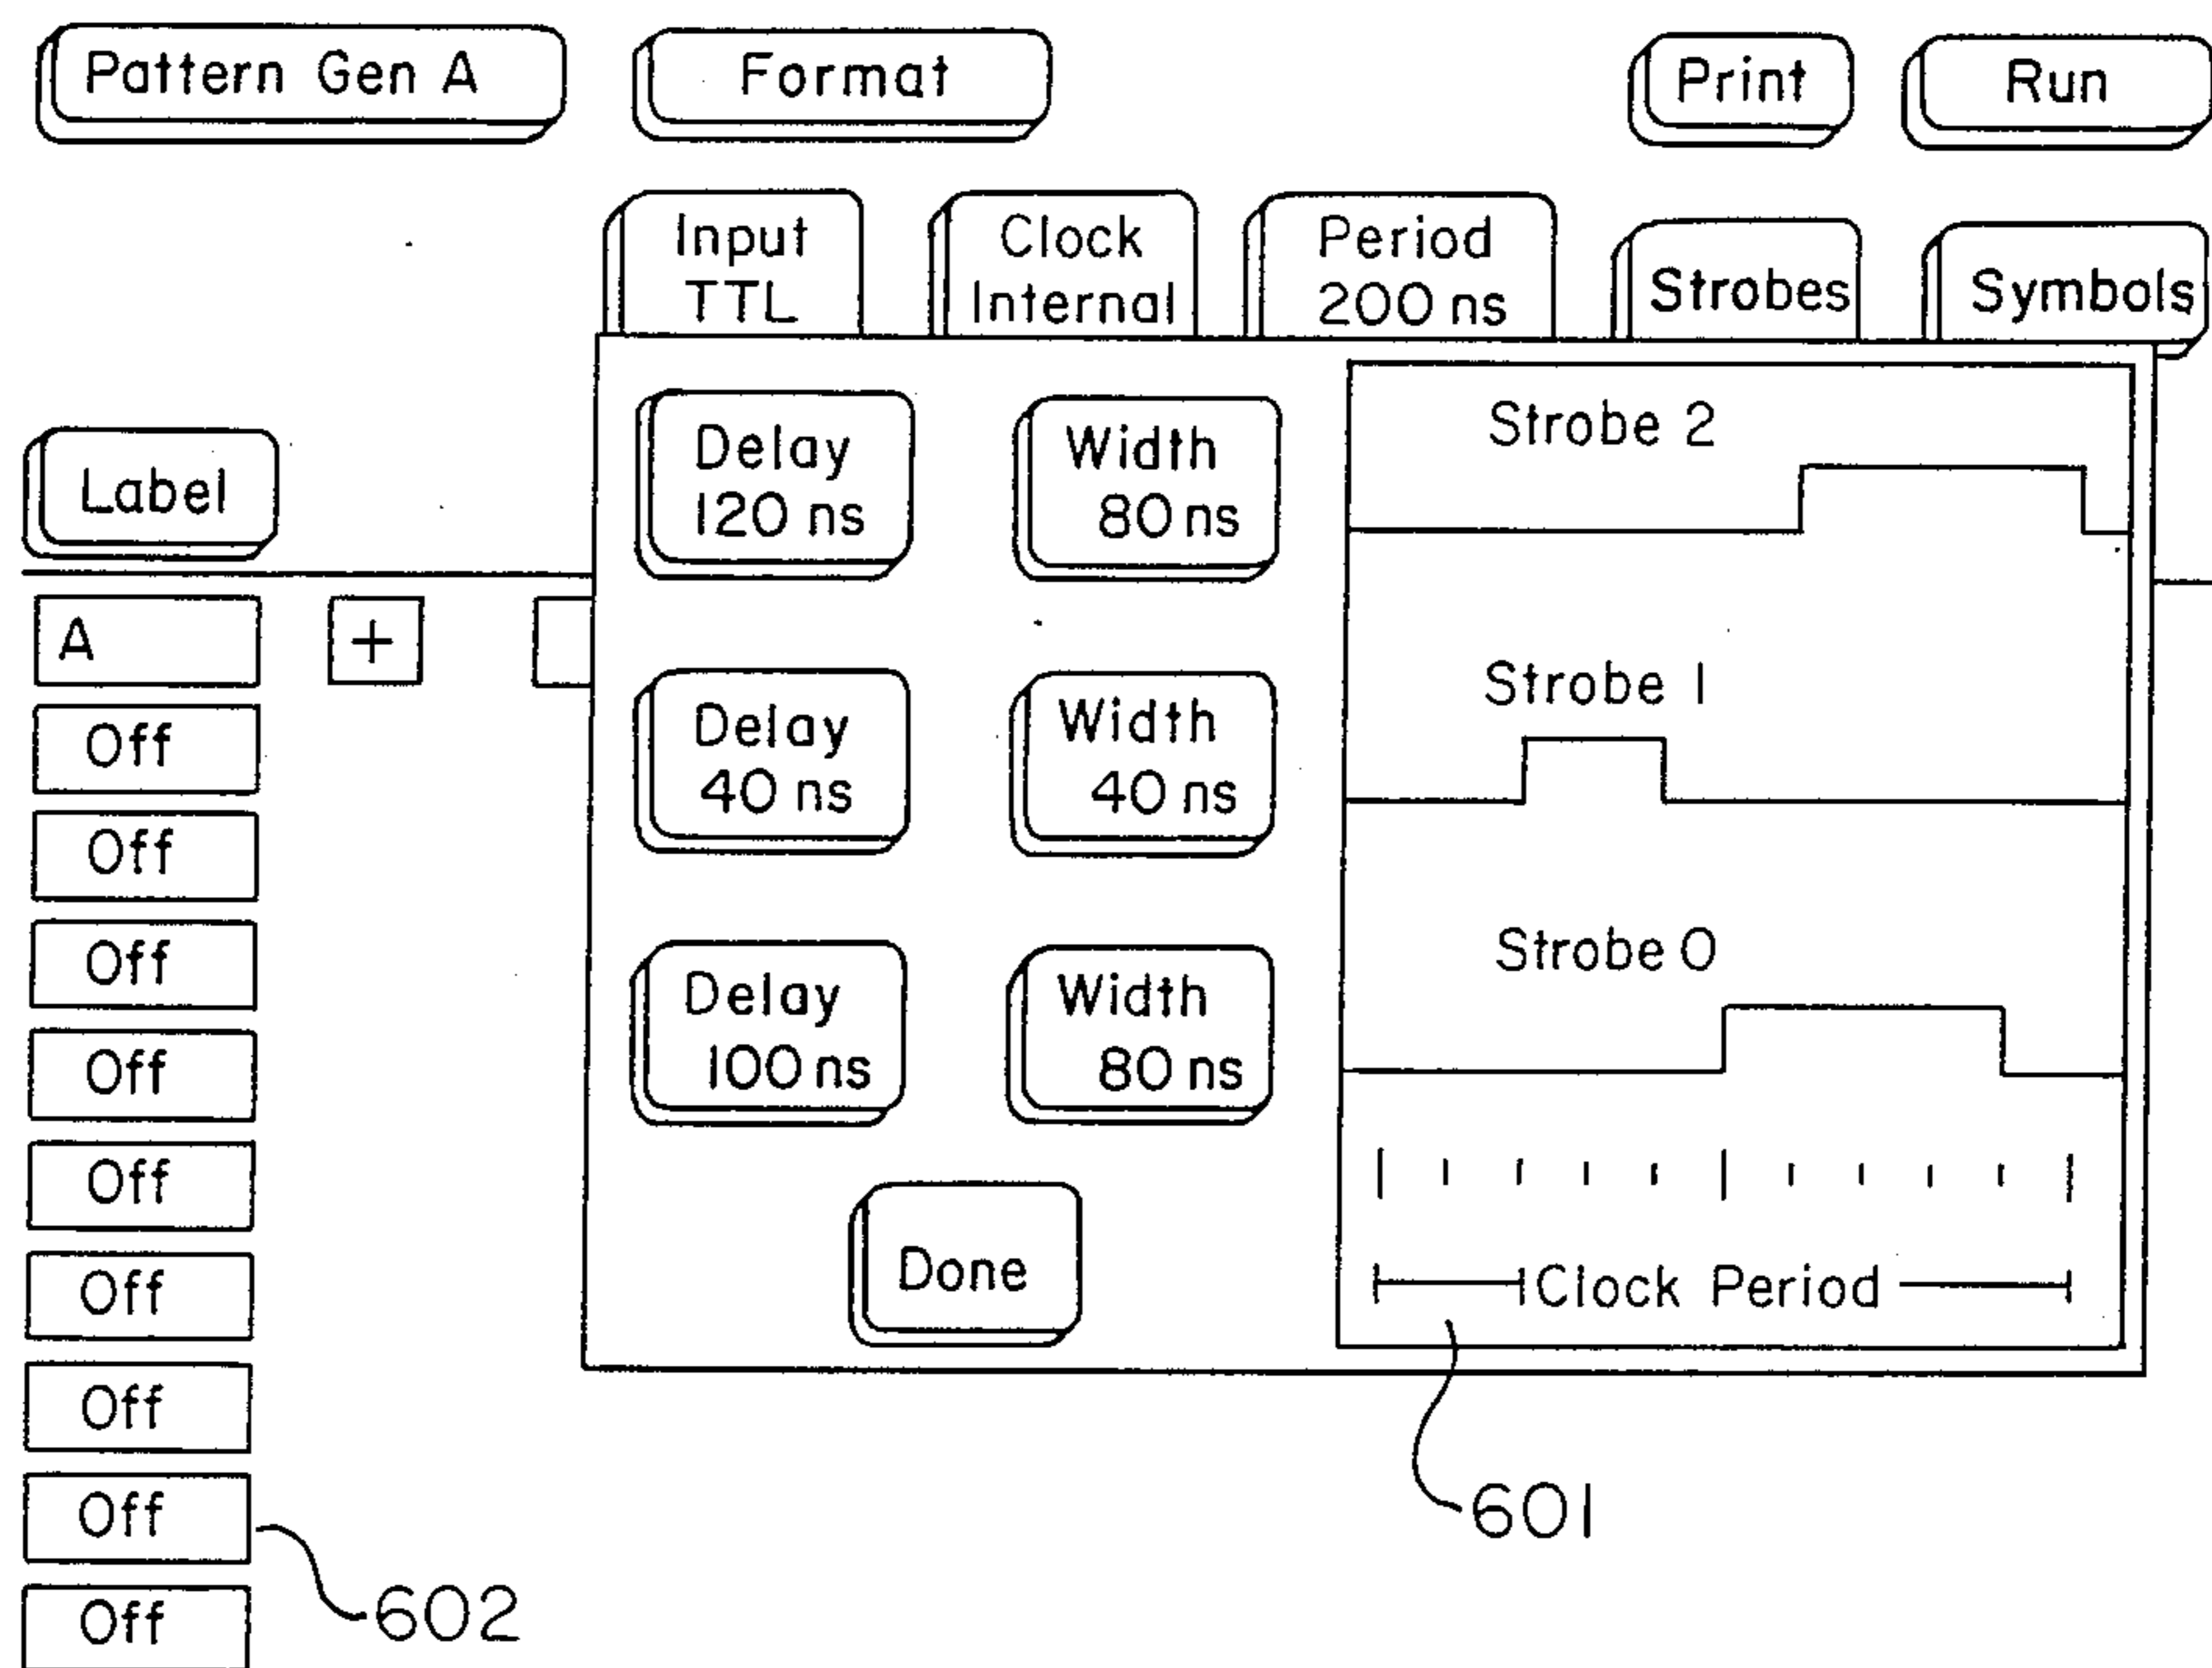 Pattern Gen A
Format
Print
Run
Input
TTL
Clock
Internal
Period
200 ns
Strobes
Symbols
Label
Delay
120 ns
Width
80 ns
Strobe 2
A
+
Off
Off
Off
Off
Off
Off
Off
Off
Off
Delay
40 ns
Width
40 ns
Strobe 1
Delay
100 ns
Width
80 ns
Strobe 0
Done
Clock Period
601
602